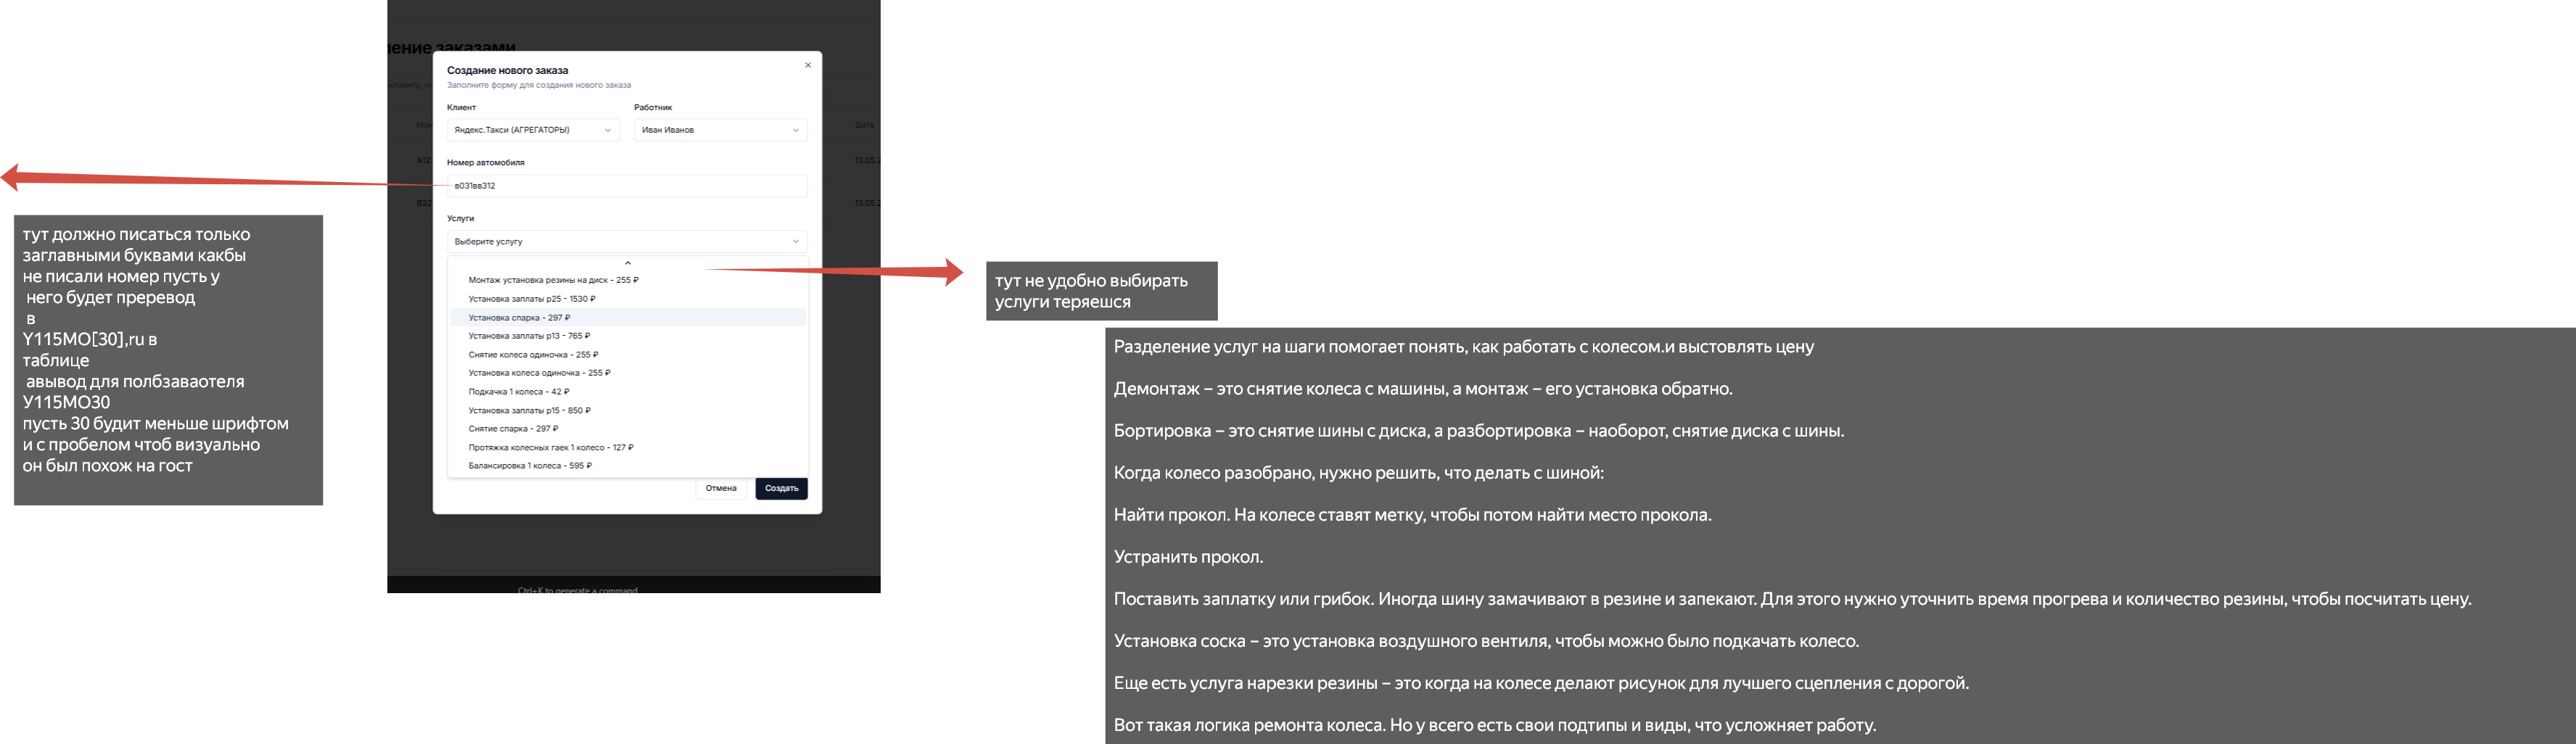 ление заказами
Создание нового заказа
Заполните форму для создания нового заказа
Клиент
Работник
Яндекс.Такси (АГРЕГАТОРЫ)
Иван Иванов
Дата
A12
13.05.2
Номер автомобиля
в031вв312
B32
13.05.2
Услуги
Выберите услугу
Монтаж установка резины на диск - 255 ₽
Установка заплаты р25 - 1530 ₽
Установка спарка - 297 ₽
Установка заплаты р13 - 765 ₽
Снятие колеса одиночка - 255 ₽
Установка колеса одиночка - 255 ₽
Подкачка 1 колеса - 42 ₽
Установка заплаты р15 - 850 ₽
Снятие спарка - 297 ₽
Протяжка колесных гаек 1 колесо - 127 ₽
Балансировка 1 колеса - 595 ₽
Отмена
Создать
Ctrl+K to generate a command
тут должно писаться только
заглавными буквами какбы
не писали номер пусть у
него будет преревод
в
Y115MO[30],ru в
таблице
авывод для полбзаваотеля
У115МО30
пусть 30 будит меньше шрифтом
и с пробелом чтоб визуально
он был похож на гост
тут не удобно выбирать
услуги теряешся
Разделение услуг на шаги помогает понять, как работать с колесом.и выстовлять цену
Демонтаж – это снятие колеса с машины, а монтаж – его установка обратно.
Бортировка – это снятие шины с диска, а разбортировка – наоборот, снятие диска с шины.
Когда колесо разобрано, нужно решить, что делать с шиной:
Найти прокол. На колесе ставят метку, чтобы потом найти место прокола.
Устранить прокол.
Поставить заплатку или грибок. Иногда шину замачивают в резине и запекают. Для этого нужно уточнить время прогрева и количество резины, чтобы посчитать цену.
Установка соска – это установка воздушного вентиля, чтобы можно было подкачать колесо.
Еще есть услуга нарезки резины – это когда на колесе делают рисунок для лучшего сцепления с дорогой.
Вот такая логика ремонта колеса. Но у всего есть свои подтипы и виды, что усложняет работу.